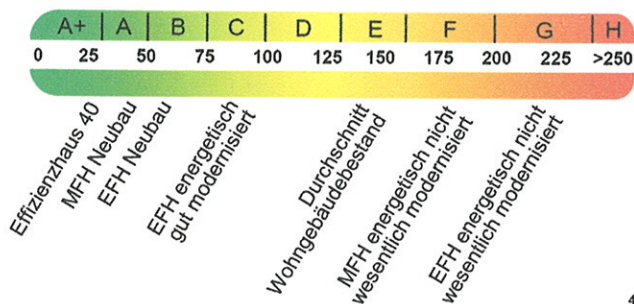 A+ A B C D E F G H
0 25 50 75 100 125 150 175 200 225 >250
Effizienzhaus 40
MFH Neubau
EFH Neubau
EFH energetisch
gut modernisiert
Durchschnitt
Wohngebäudebestand
MFH energetisch nicht
wesentlich modernisiert
EFH energetisch nicht
wesentlich modernisiert